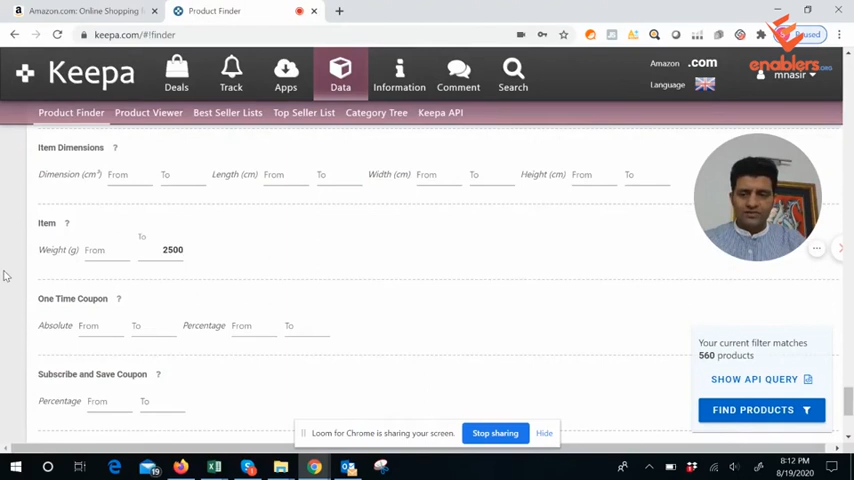 Amazon.com: Online Shopping f
Product Finder
keepa.com/#!finder
Paused
Keepa
Deals
Track
Apps
Data
Information
Comment
Search
Amazon .com
Language
enablers.ORG
mnasir
Product Finder
Product Viewer
Best Seller Lists
Top Seller List
Category Tree
Keepa API
Item Dimensions ?
Dimension (cm³) From To Length (cm) From To Width (cm) From To Height (cm) From To
Item ?
Weight (g) From To 2500
One Time Coupon ?
Absolute From To Percentage From To
Subscribe and Save Coupon ?
Percentage From To
Your current filter matches
560 products
SHOW API QUERY
FIND PRODUCTS
Loom for Chrome is sharing your screen.
Stop sharing
Hide
19
8:12 PM
8/19/2020